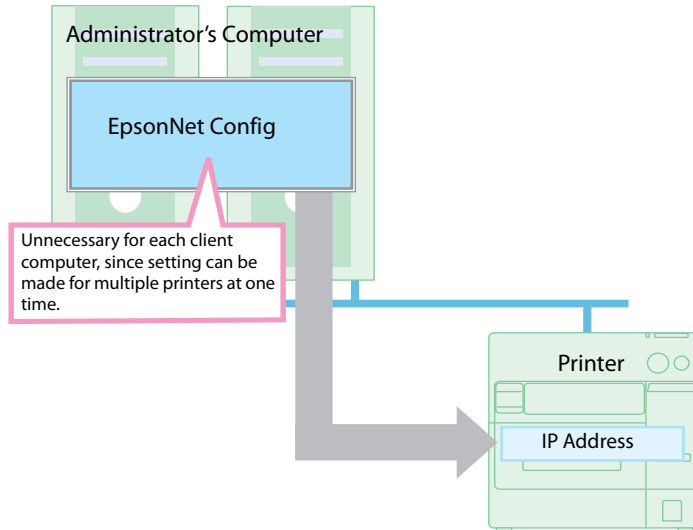 Administrator's Computer
EpsonNet Config
Unnecessary for each client
computer, since setting can be
made for multiple printers at one
time.
Printer
IP Address